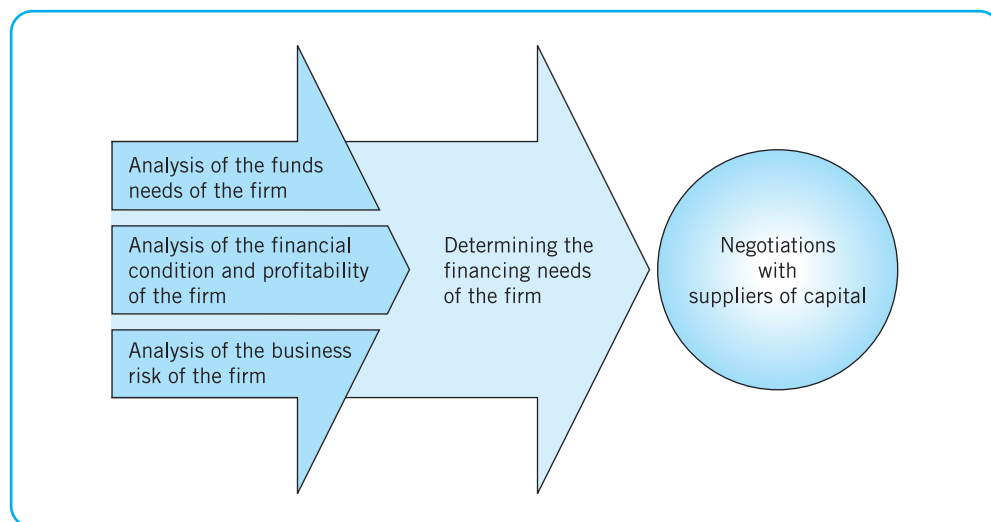 Analysis of the funds
needs of the firm
Analysis of the financial
condition and profitability
of the firm
Analysis of the business
risk of the firm
Determining the
financing needs
of the firm
Negotiations
with
suppliers of capital